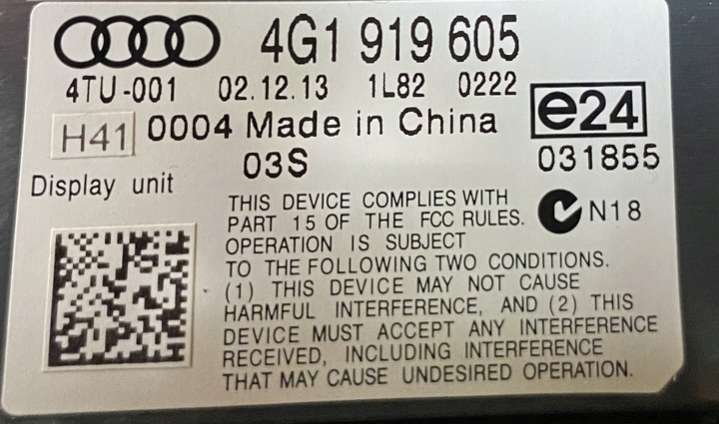 4G1 919 605
4TU-001 02.12.13 1L82 0222
H41 0004 Made in China
e24
03S
031855
Display unit
N18
THIS DEVICE COMPLIES WITH
PART 15 OF THE FCC RULES.
OPERATION IS SUBJECT
TO THE FOLLOWING TWO CONDITIONS.
(1) THIS DEVICE MAY NOT CAUSE
HARMFUL INTERFERENCE, AND (2) THIS
DEVICE MUST ACCEPT ANY INTERFERENCE
RECEIVED, INCLUDING INTERFERENCE
THAT MAY CAUSE UNDESIRED OPERATION.